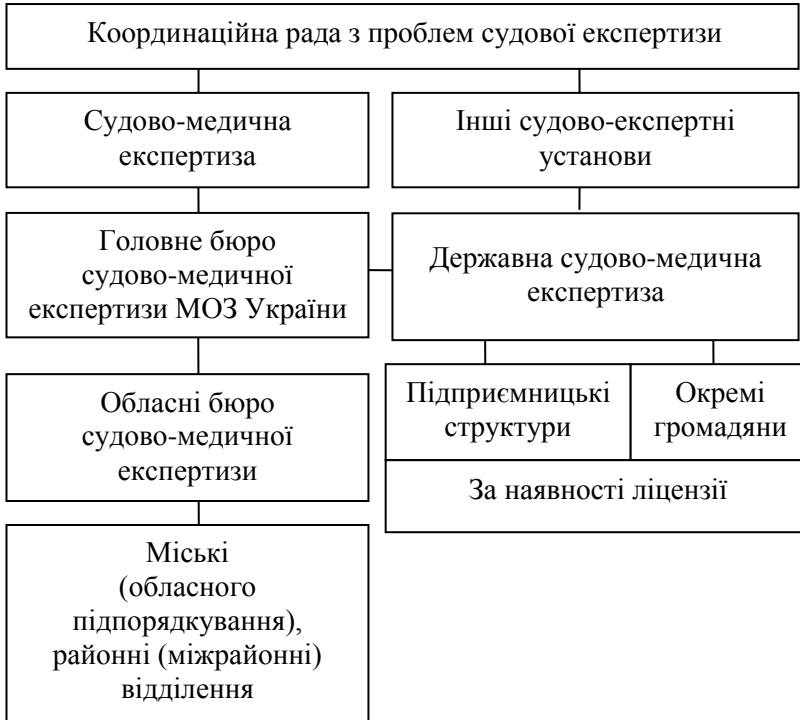 Координаційна рада з проблем судової експертизи
Судово-медична
експертиза
Інші судово-експертні
установи
Головне бюро
судово-медичної
експертизи МОЗ України
Державна судово-медична
експертиза
Обласні бюро
судово-медичної
експертизи
Підприємницькі
структури
Окремі
громадяни
За наявності ліцензії
Міські
(обласного
підпорядкування),
районні (міжрайонні)
відділення